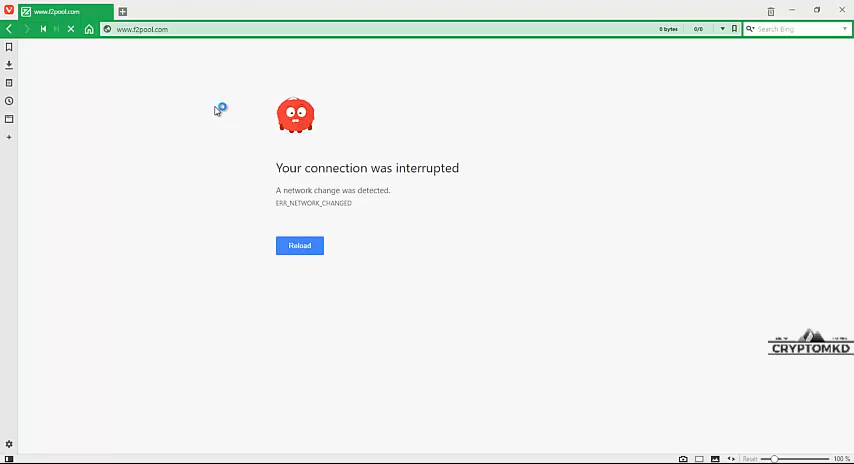 www.f2pool.com
www.f2pool.com
0 bytes
0/0
Search Bing
Your connection was interrupted
A network change was detected.
ERR_NETWORK_CHANGED
Reload
CRYPTOMKD
Reset
100 %